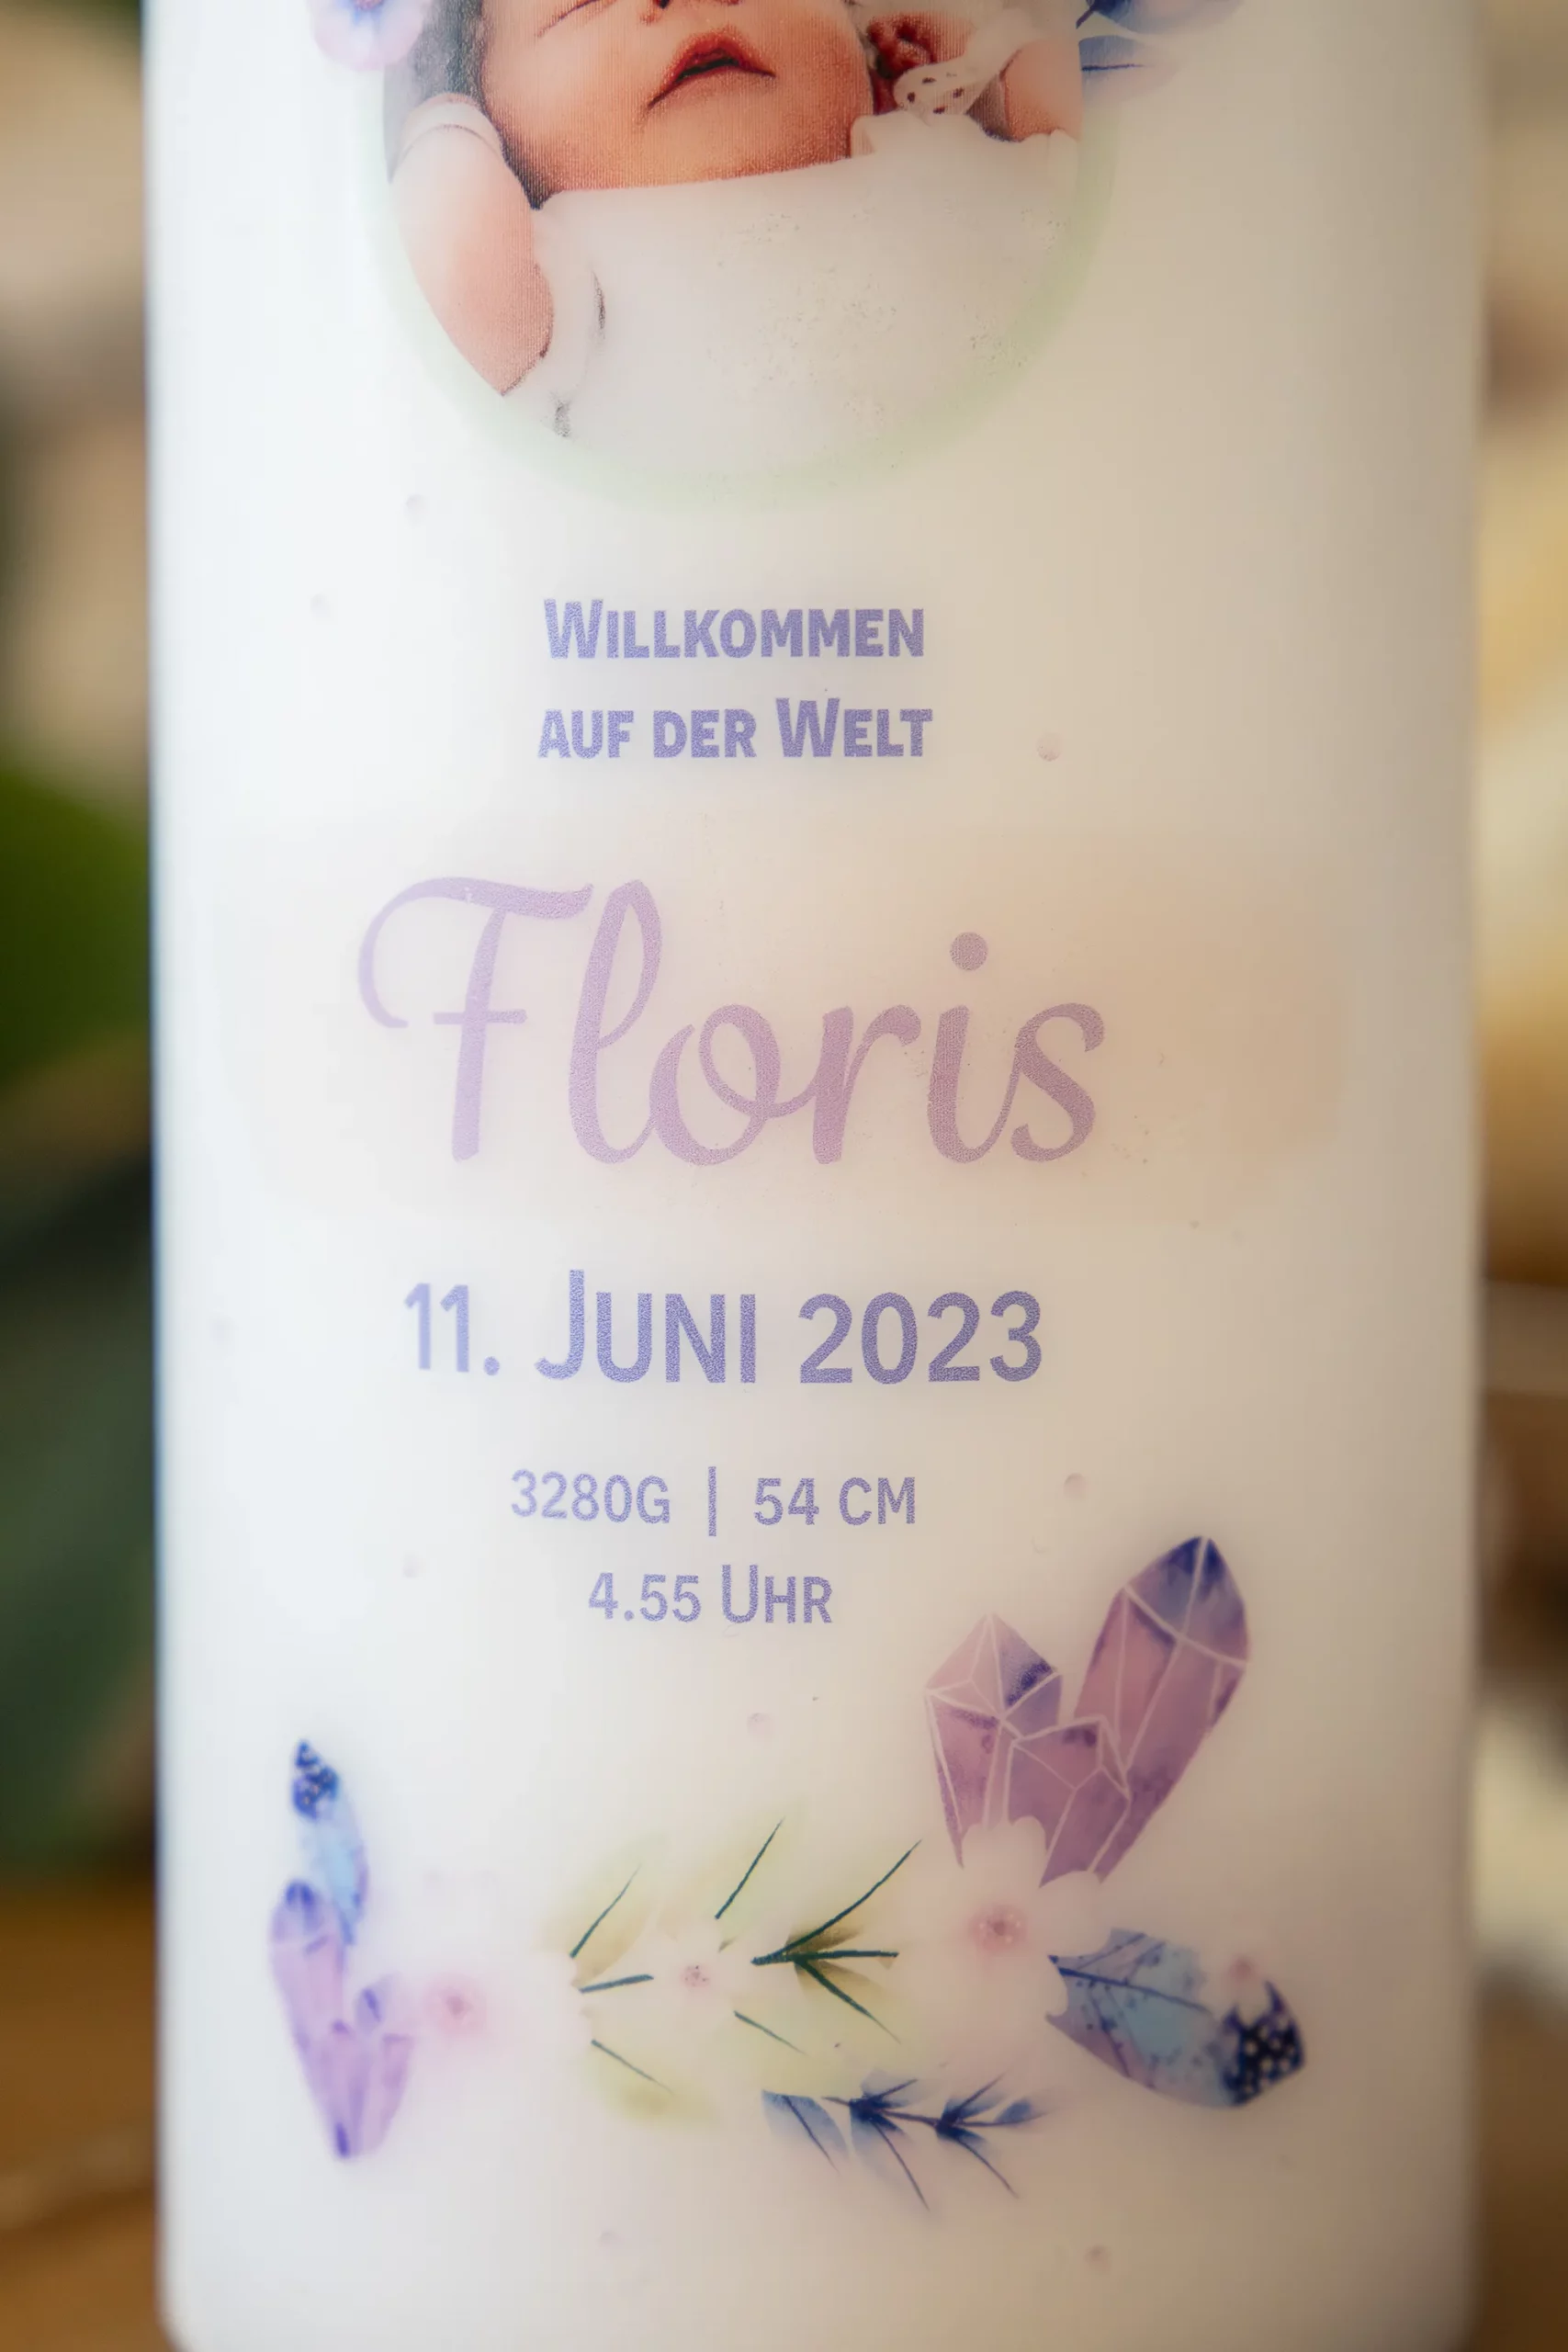 Willkommen
auf der Welt
Floris
11. Juni 2023
3280g | 54 cm
4.55 Uhr